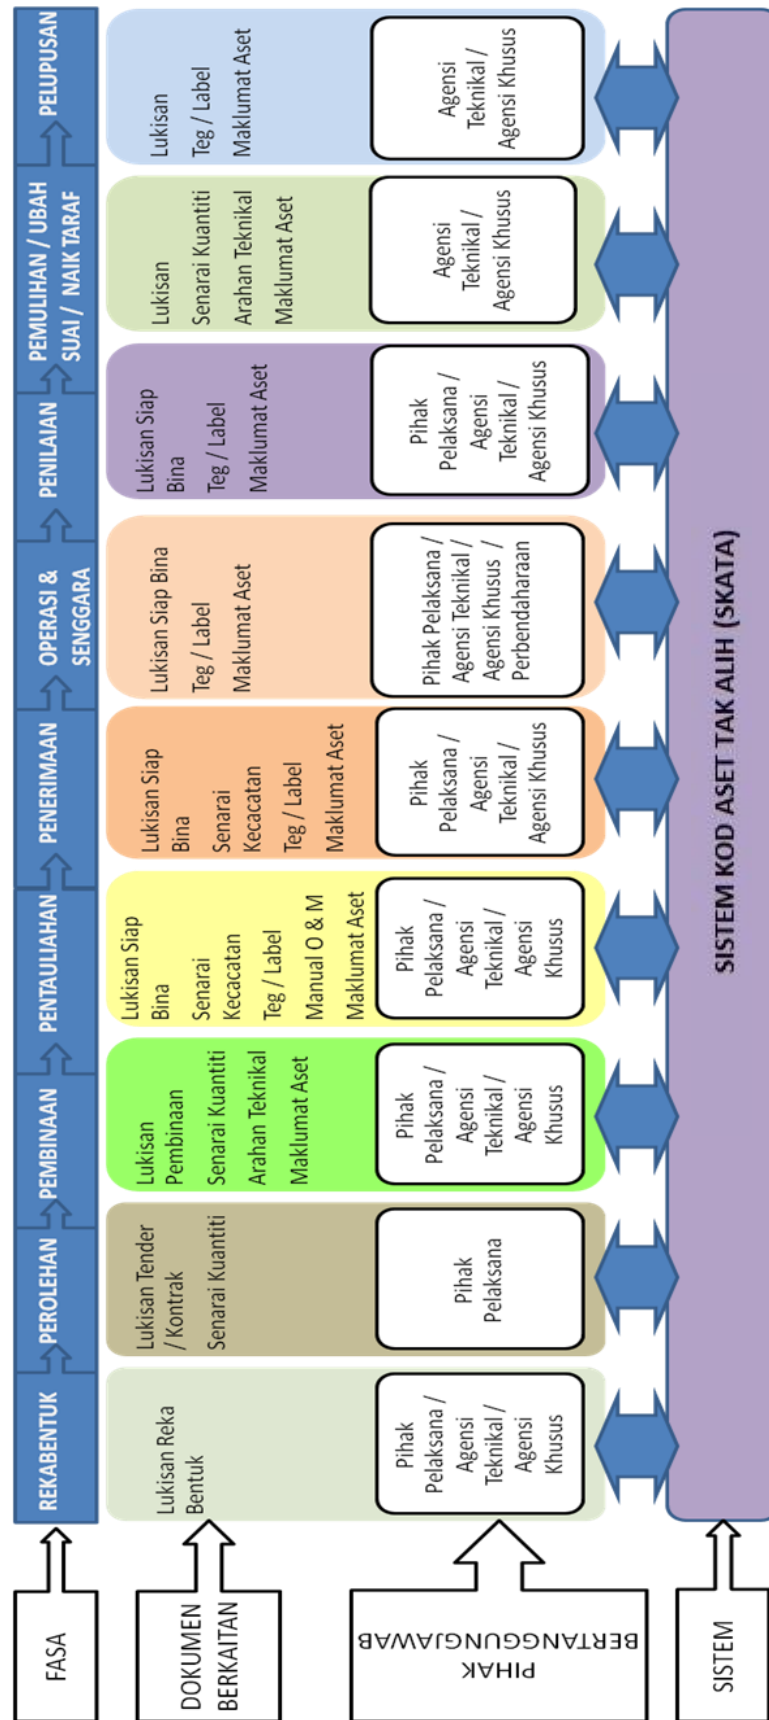 FASA
REKABENTUK
PEROLEHAN
PEMBINAAN
PENTAULIAHAN
PENERIMAAN
OPERASI &
SENGGARA
PENILAIAN
PEMULIHAN / UBAH
SUAI / NAIK TARAF
PELUPUSAN
DOKUMEN
BERKAITAN
Lukisan Reka
Bentuk
Lukisan Tender
/ Kontrak
Senarai Kuantiti
Lukisan
Pembinaan
Senarai Kuantiti
Arahan Teknikal
Maklumat Aset
Lukisan Siap
Bina
Senarai
Kecacatan
Teg / Label
Manual O & M
Maklumat Aset
Lukisan Siap
Bina
Senarai
Kecacatan
Teg / Label
Maklumat Aset
Lukisan Siap Bina
Teg / Label
Maklumat Aset
Lukisan Siap
Bina
Teg / Label
Maklumat Aset
Lukisan
Senarai Kuantiti
Arahan Teknikal
Maklumat Aset
Lukisan
Teg / Label
Maklumat Aset
PIHAK
BERTANGGUNGJAWAB
Pihak
Pelaksana /
Agensi
Teknikal /
Agensi
Khusus
Pihak
Pelaksana
Pihak
Pelaksana /
Agensi
Teknikal /
Agensi
Khusus
Pihak
Pelaksana /
Agensi
Teknikal /
Agensi
Khusus
Pihak
Pelaksana /
Agensi
Teknikal /
Agensi Khusus
Pihak Pelaksana /
Agensi Teknikal /
Agensi Khusus /
Perbendaharaan
Pihak
Pelaksana /
Agensi
Teknikal /
Agensi Khusus
Agensi
Teknikal /
Agensi Khusus
Agensi
Teknikal /
Agensi Khusus
SISTEM
SISTEM KOD ASET TAK ALIH (SKATA)